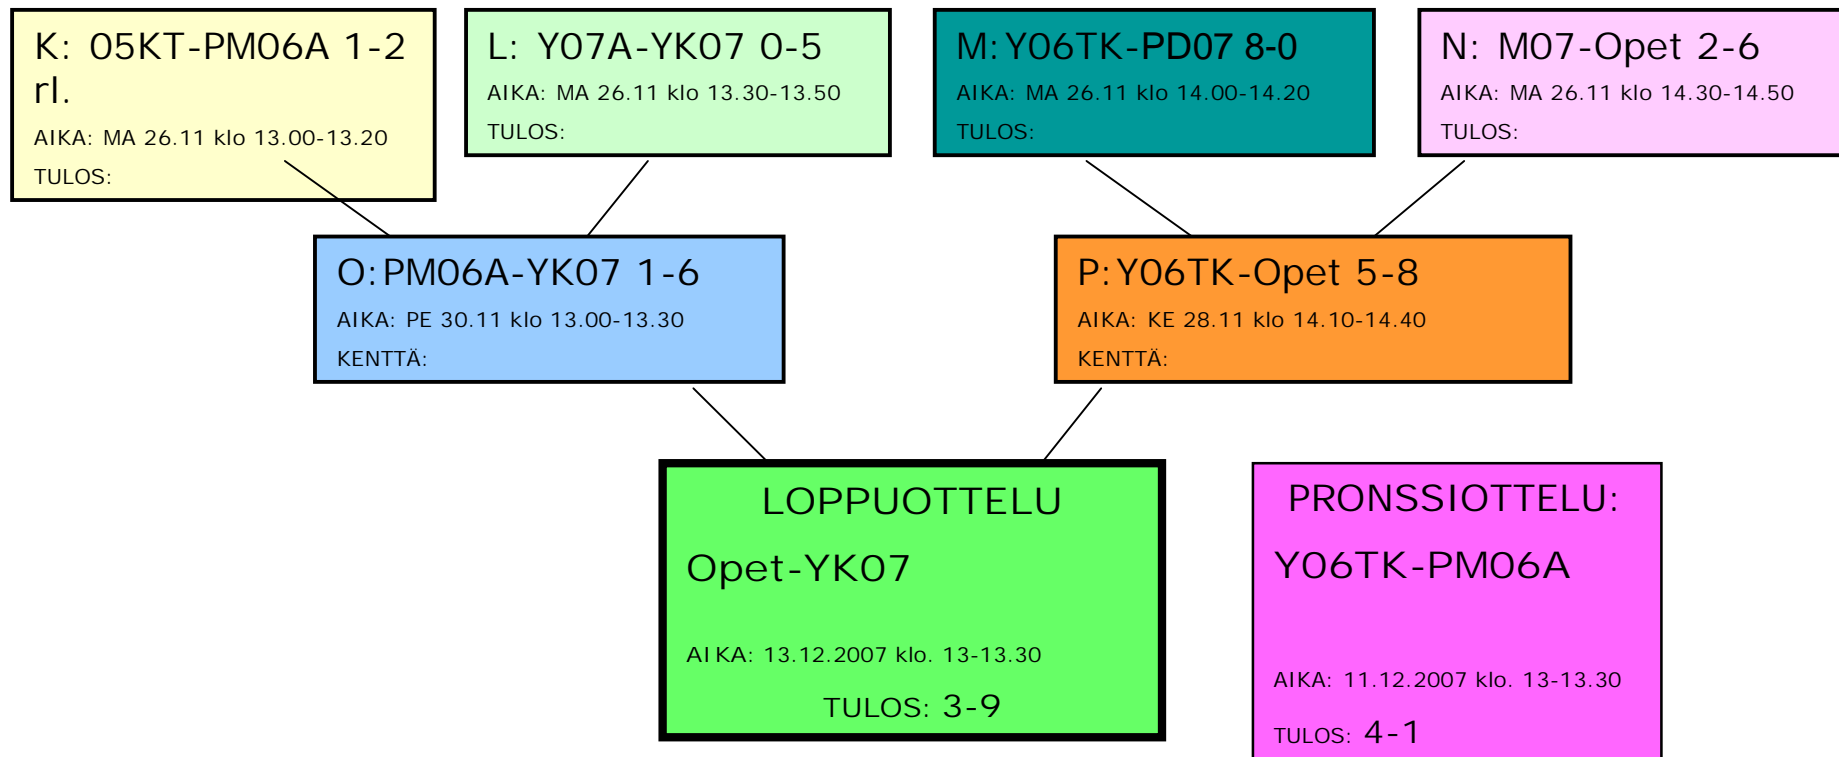 K: 05KT-PM06A 1-2
rl.
AIKA: MA 26.11 klo 13.00-13.20
TULOS:
L: Y07A-YK07 0-5
AIKA: MA 26.11 klo 13.30-13.50
TULOS:
M: Y06TK-PD07 8-0
AIKA: MA 26.11 klo 14.00-14.20
TULOS:
N: M07-Opet 2-6
AIKA: MA 26.11 klo 14.30-14.50
TULOS:
O: PM06A-YK07 1-6
AIKA: PE 30.11 klo 13.00-13.30
KENTTÄ:
P: Y06TK-Opet 5-8
AIKA: KE 28.11 klo 14.10-14.40
KENTTÄ:
LOPPUOTTELU
Opet-YK07
AIKA: 13.12.2007 klo. 13-13.30
TULOS: 3-9
PRONSSIOTTELU:
Y06TK-PM06A
AIKA: 11.12.2007 klo. 13-13.30
TULOS: 4-1